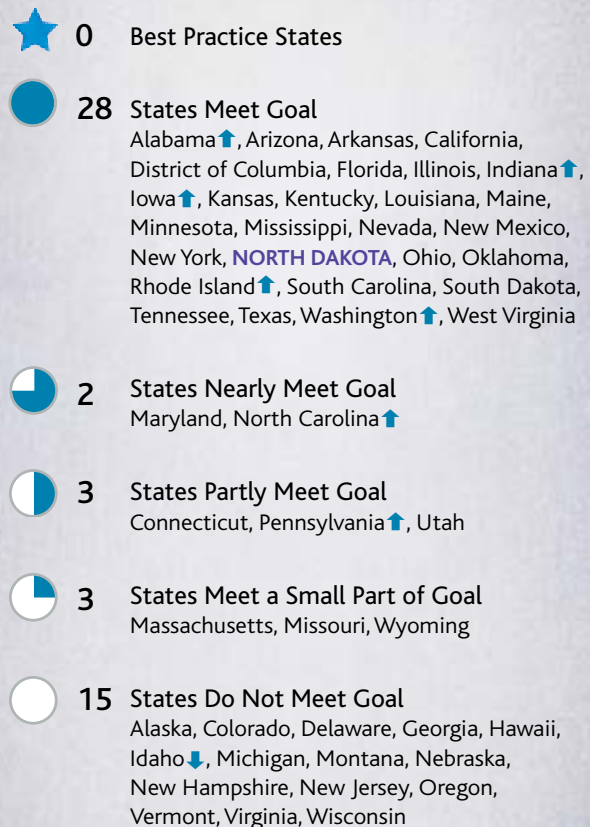 0 Best Practice States
28 States Meet Goal
Alabama⬆, Arizona, Arkansas, California,
District of Columbia, Florida, Illinois, Indiana⬆,
Iowa⬆, Kansas, Kentucky, Louisiana, Maine,
Minnesota, Mississippi, Nevada, New Mexico,
New York, NORTH DAKOTA, Ohio, Oklahoma,
Rhode Island⬆, South Carolina, South Dakota,
Tennessee, Texas, Washington⬆, West Virginia
2 States Nearly Meet Goal
Maryland, North Carolina⬆
3 States Partly Meet Goal
Connecticut, Pennsylvania⬆, Utah
3 States Meet a Small Part of Goal
Massachusetts, Missouri, Wyoming
15 States Do Not Meet Goal
Alaska, Colorado, Delaware, Georgia, Hawaii,
Idaho⬇, Michigan, Montana, Nebraska,
New Hampshire, New Jersey, Oregon,
Vermont, Virginia, Wisconsin